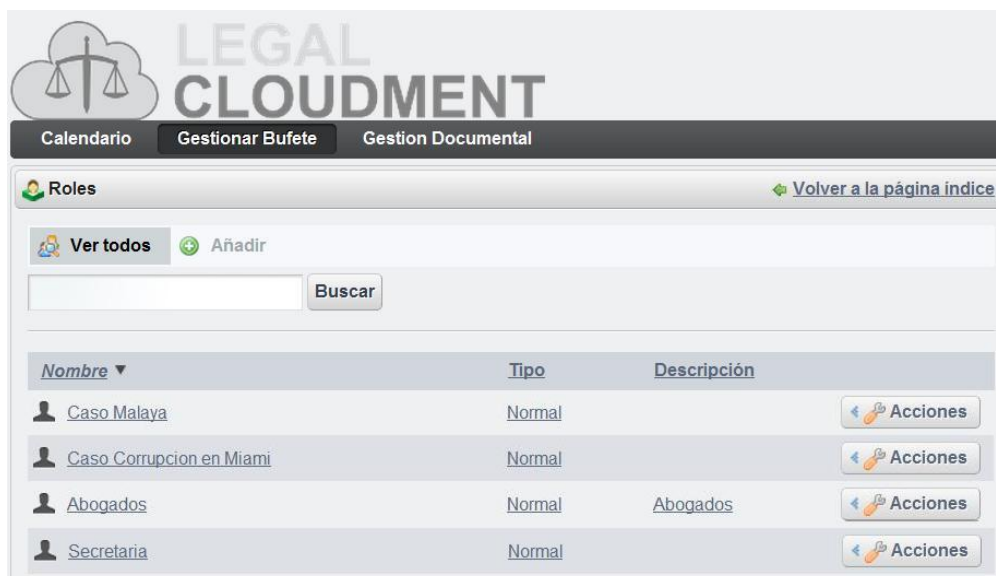 LEGAL
CLOUDMENT
Calendario Gestionar Bufete Gestion Documental
Roles Volver a la página índice
Ver todos Añadir
Buscar
Nombre Tipo Descripción
Caso Malaya Normal Acciones
Caso Corrupcion en Miami Normal Acciones
Abogados Normal Abogados Acciones
Secretaria Normal Acciones